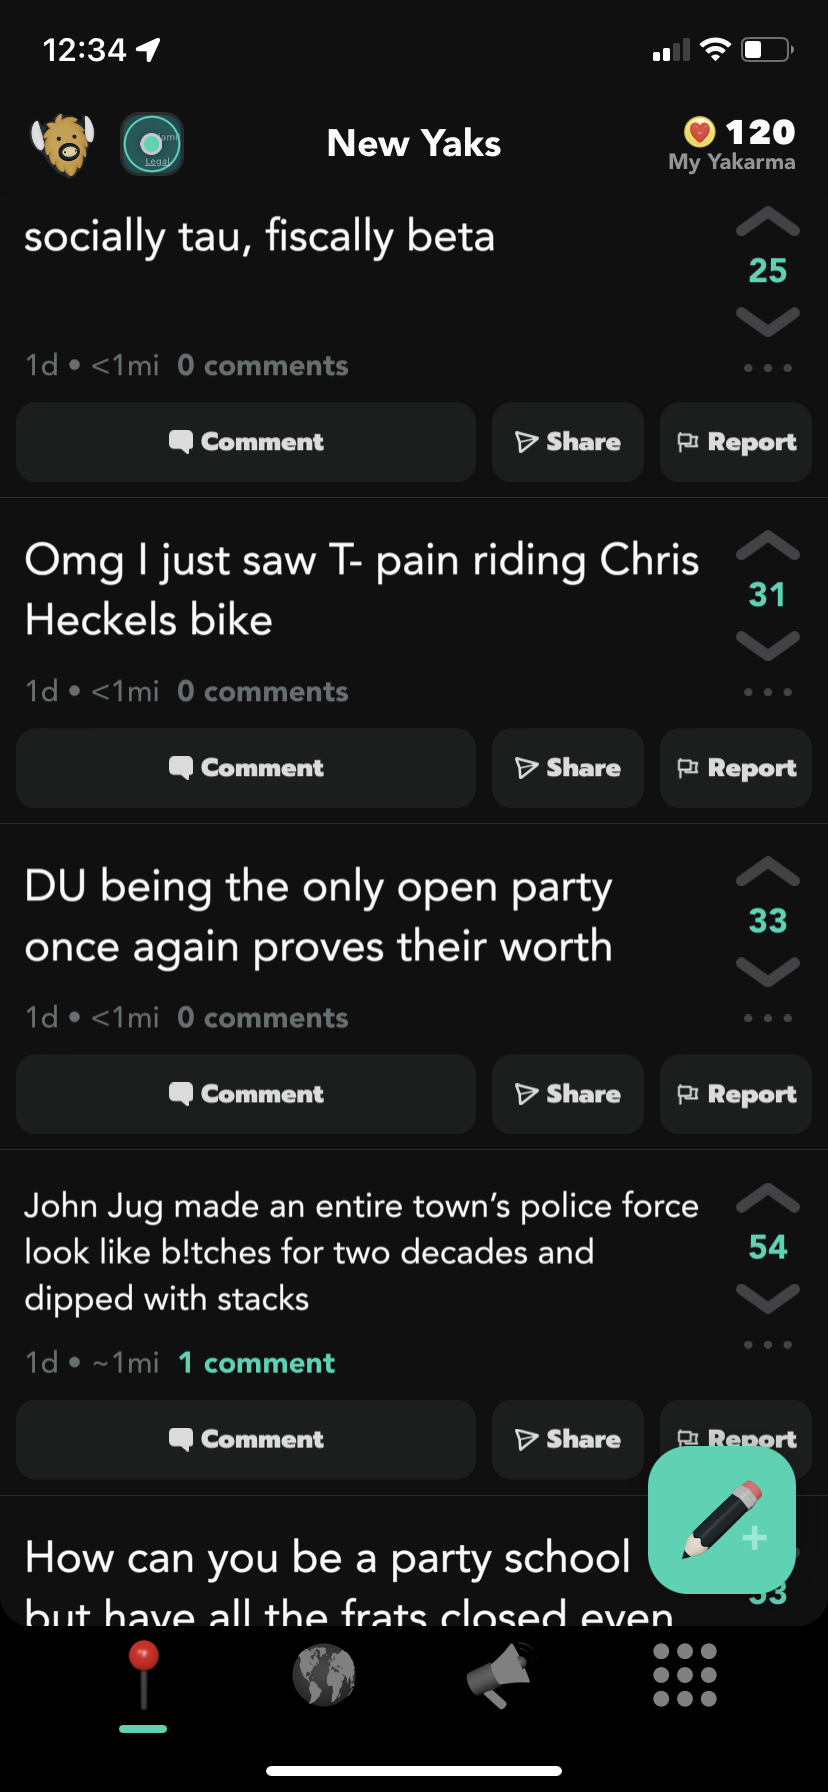 12:34
Legal
New Yaks
120
My Yakarma
socially tau, fiscally beta
25
1d • <1mi 0 comments
Comment
Share
Report
Omg I just saw T- pain riding Chris
Heckels bike
31
1d • <1mi 0 comments
Comment
Share
Report
DU being the only open party
once again proves their worth
33
1d • <1mi 0 comments
Comment
Share
Report
John Jug made an entire town’s police force
look like b!tches for two decades and
dipped with stacks
54
1d • ~1mi 1 comment
Comment
Share
Report
How can you be a party school
but have all the frats closed even